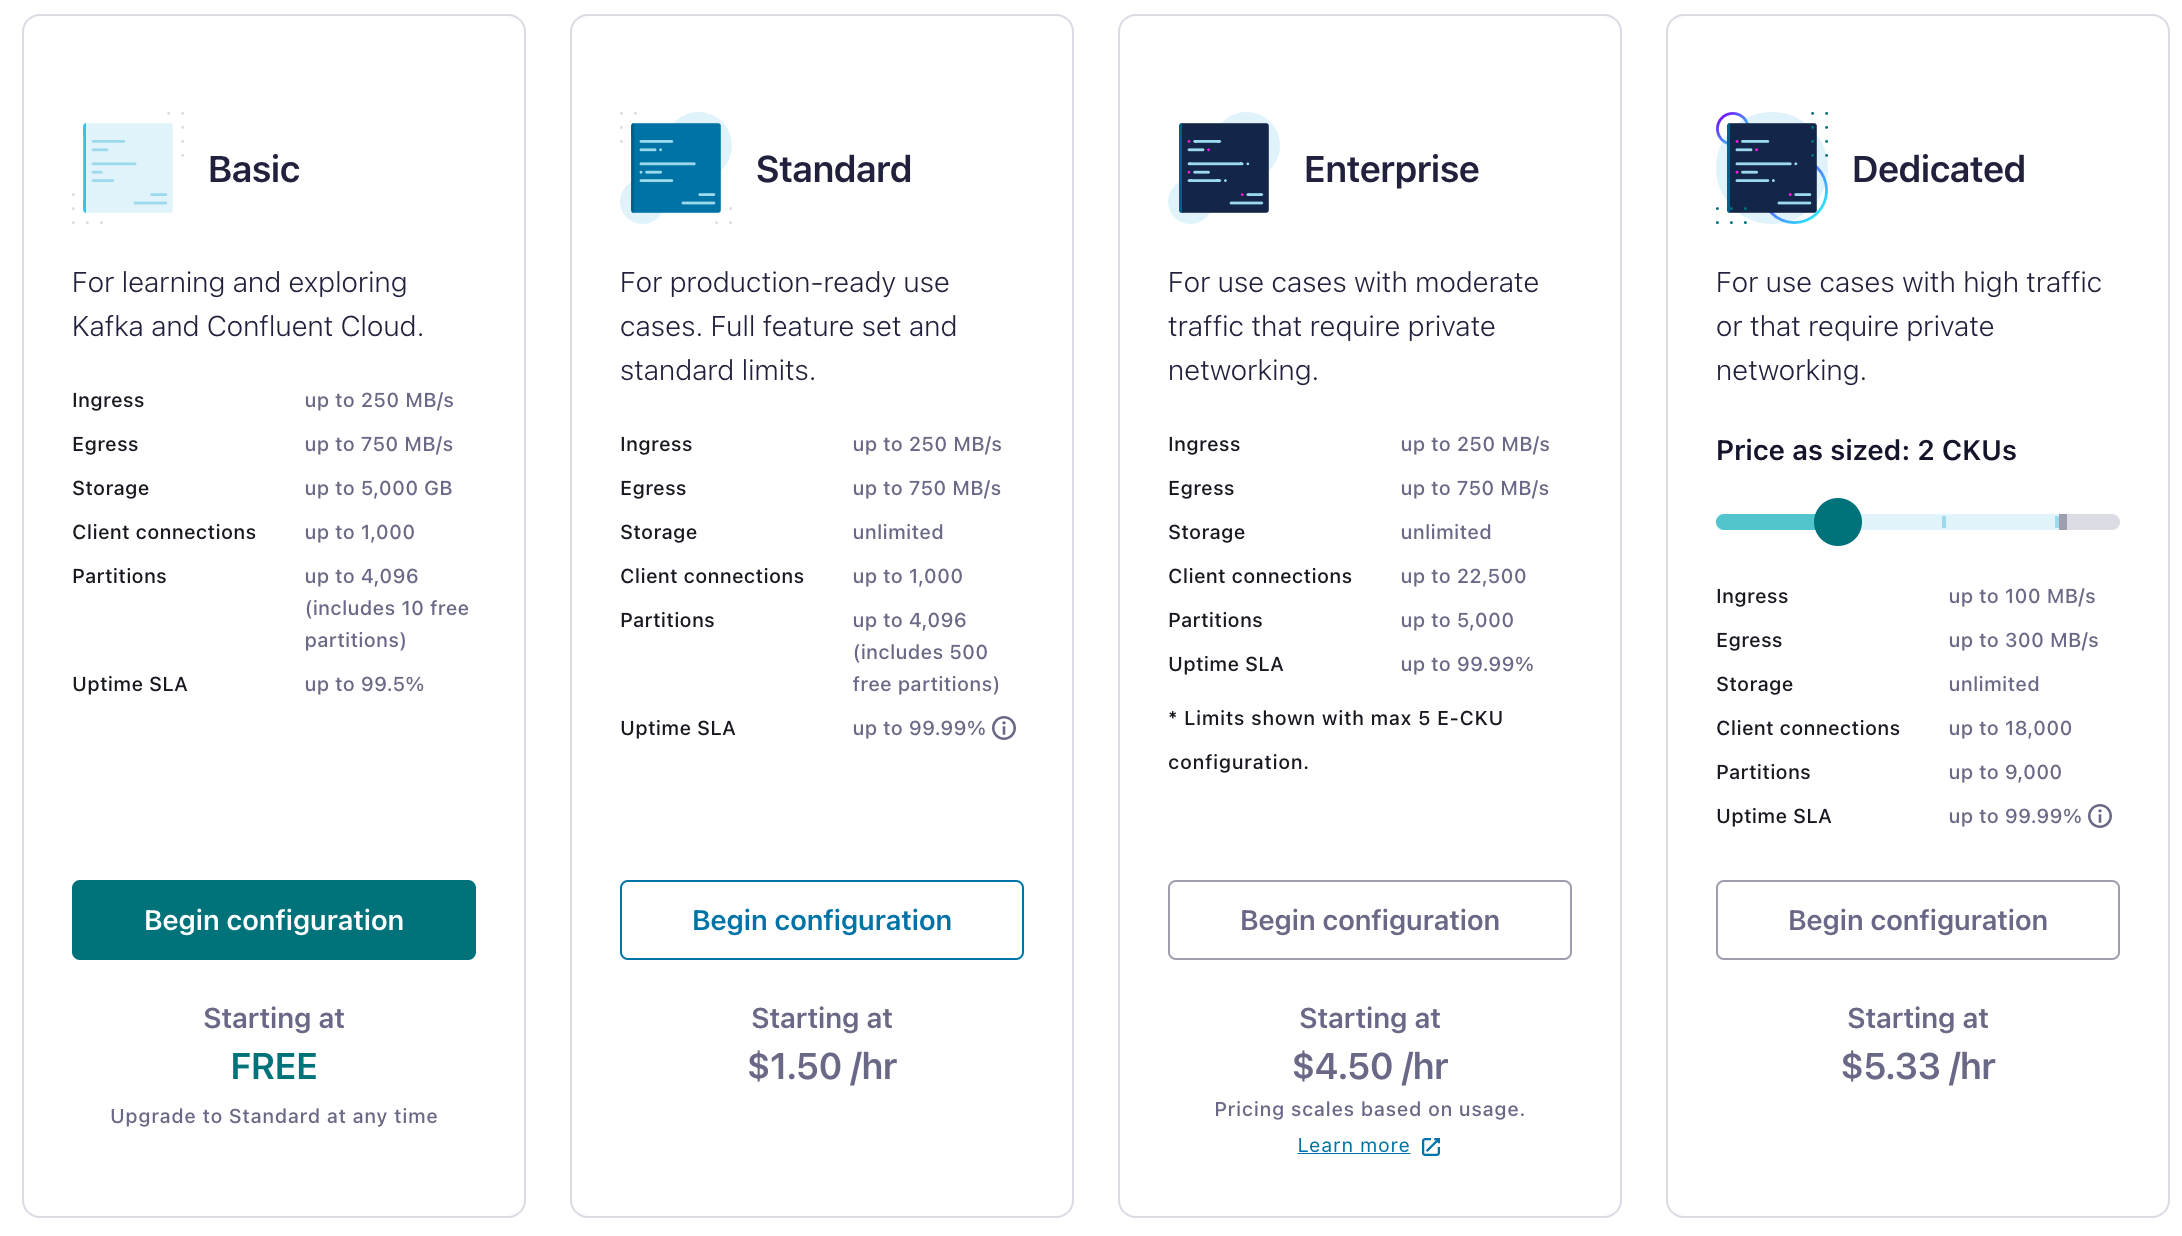 Basic
For learning and exploring
Kafka and Confluent Cloud.
Ingress up to 250 MB/s
Egress up to 750 MB/s
Storage up to 5,000 GB
Client connections up to 1,000
Partitions up to 4,096
(includes 10 free
partitions)
Uptime SLA up to 99.5%
Begin configuration
Starting at
FREE
Upgrade to Standard at any time
Standard
For production-ready use
cases. Full feature set and
standard limits.
Ingress up to 250 MB/s
Egress up to 750 MB/s
Storage unlimited
Client connections up to 1,000
Partitions up to 4,096
(includes 500
free partitions)
Uptime SLA up to 99.99%
Begin configuration
Starting at
$1.50 /hr
Enterprise
For use cases with moderate
traffic that require private
networking.
Ingress up to 250 MB/s
Egress up to 750 MB/s
Storage unlimited
Client connections up to 22,500
Partitions up to 5,000
Uptime SLA up to 99.99%
* Limits shown with max 5 E-CKU
configuration.
Begin configuration
Starting at
$4.50 /hr
Pricing scales based on usage.
Learn more
Dedicated
For use cases with high traffic
or that require private
networking.
Price as sized: 2 CKUs
Ingress up to 100 MB/s
Egress up to 300 MB/s
Storage unlimited
Client connections up to 18,000
Partitions up to 9,000
Uptime SLA up to 99.99%
Begin configuration
Starting at
$5.33 /hr